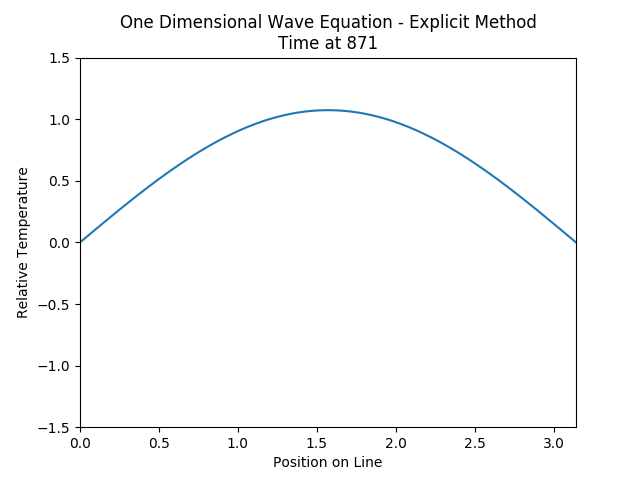 One Dimensional Wave Equation - Explicit Method
Time at 871
1.5
1.0
0.5
0.0
−0.5
−1.0
−1.5
Relative Temperature
0.0 0.5 1.0 1.5 2.0 2.5 3.0
Position on Line